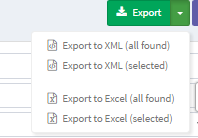 Export
Export to XML (all found)
Export to XML (selected)
Export to Excel (all found)
Export to Excel (selected)